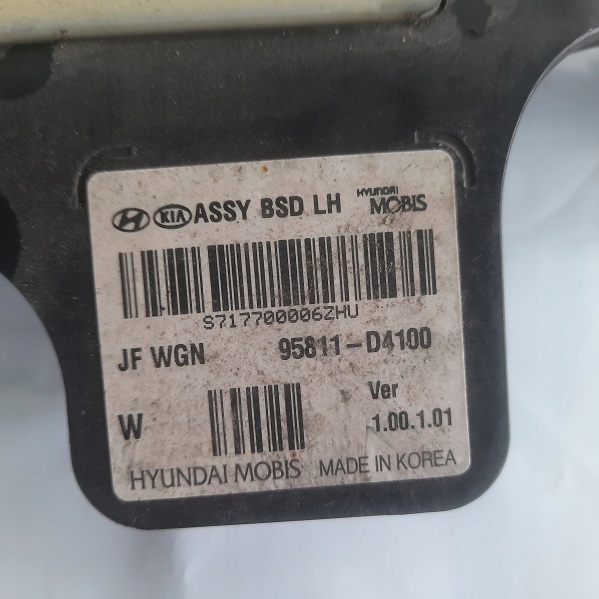 KIA ASSY BSD LH HYUNDAI MOBIS
S717700006ZHU
JF WGN 95811-D4100
W Ver
1.00.1.01
HYUNDAI MOBIS MADE IN KOREA